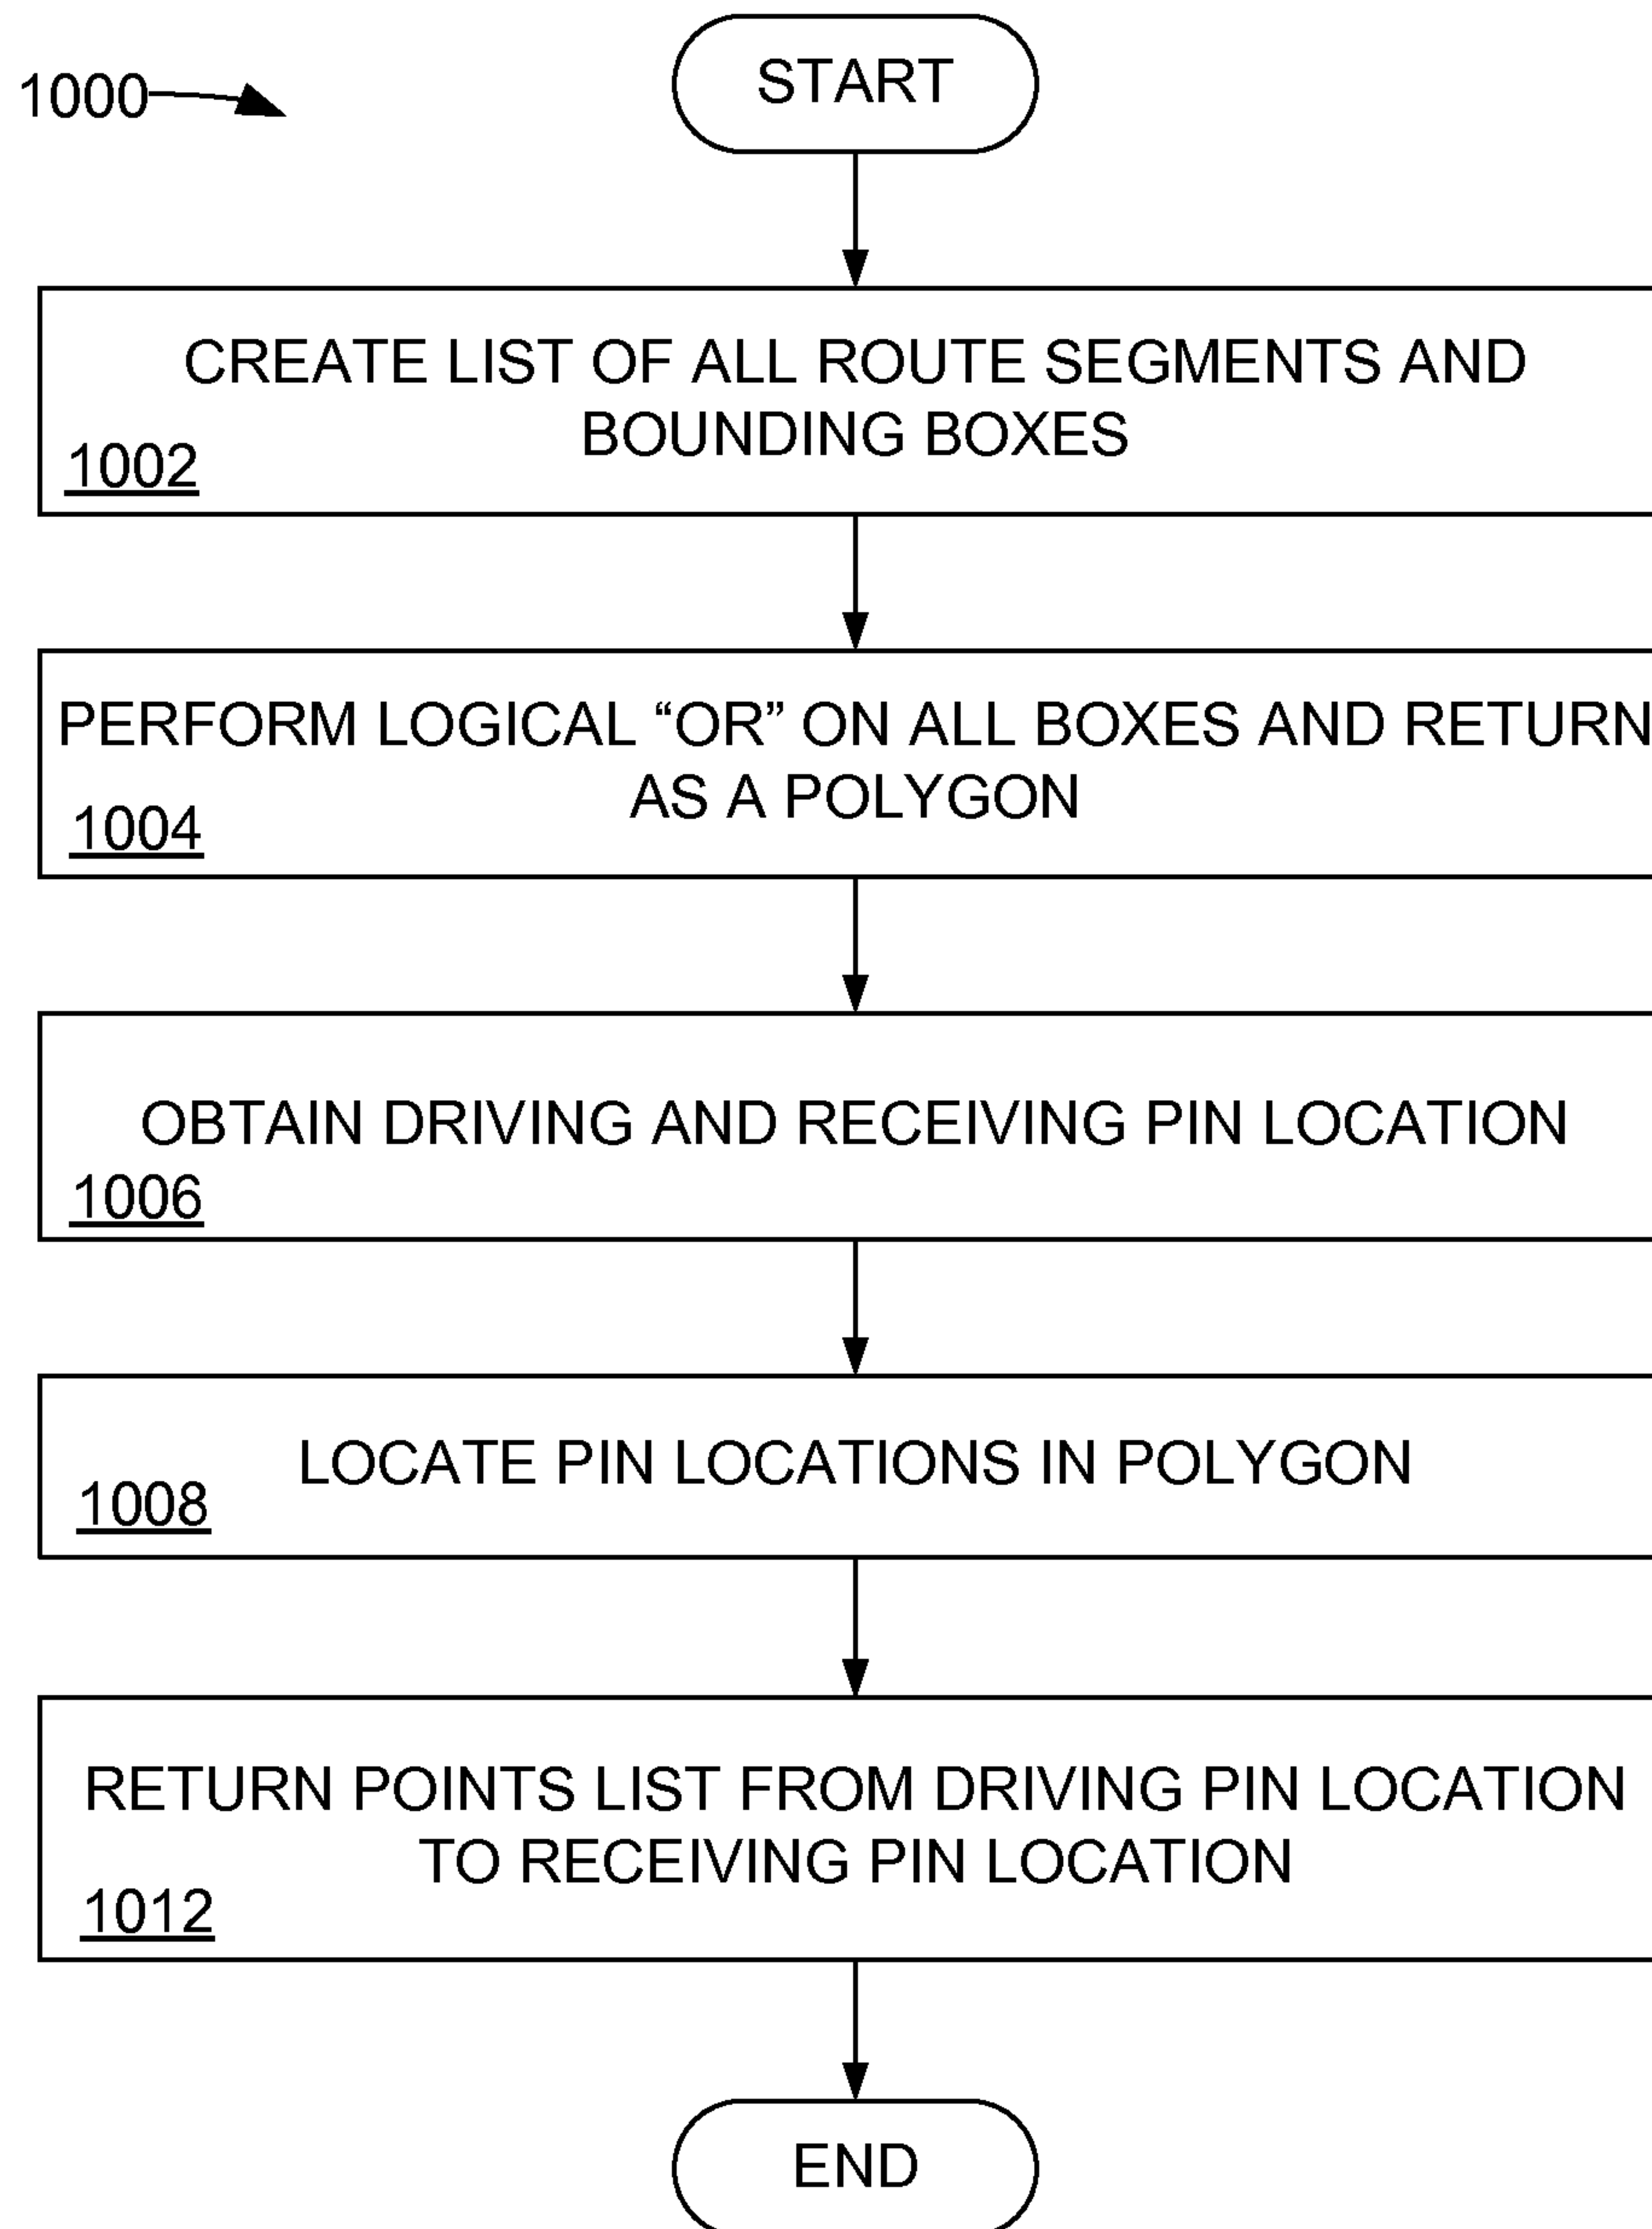 1000
START
CREATE LIST OF ALL ROUTE SEGMENTS AND
BOUNDING BOXES
1002
PERFORM LOGICAL “OR” ON ALL BOXES AND RETURN
AS A POLYGON
1004
OBTAIN DRIVING AND RECEIVING PIN LOCATION
1006
LOCATE PIN LOCATIONS IN POLYGON
1008
RETURN POINTS LIST FROM DRIVING PIN LOCATION
TO RECEIVING PIN LOCATION
1012
END